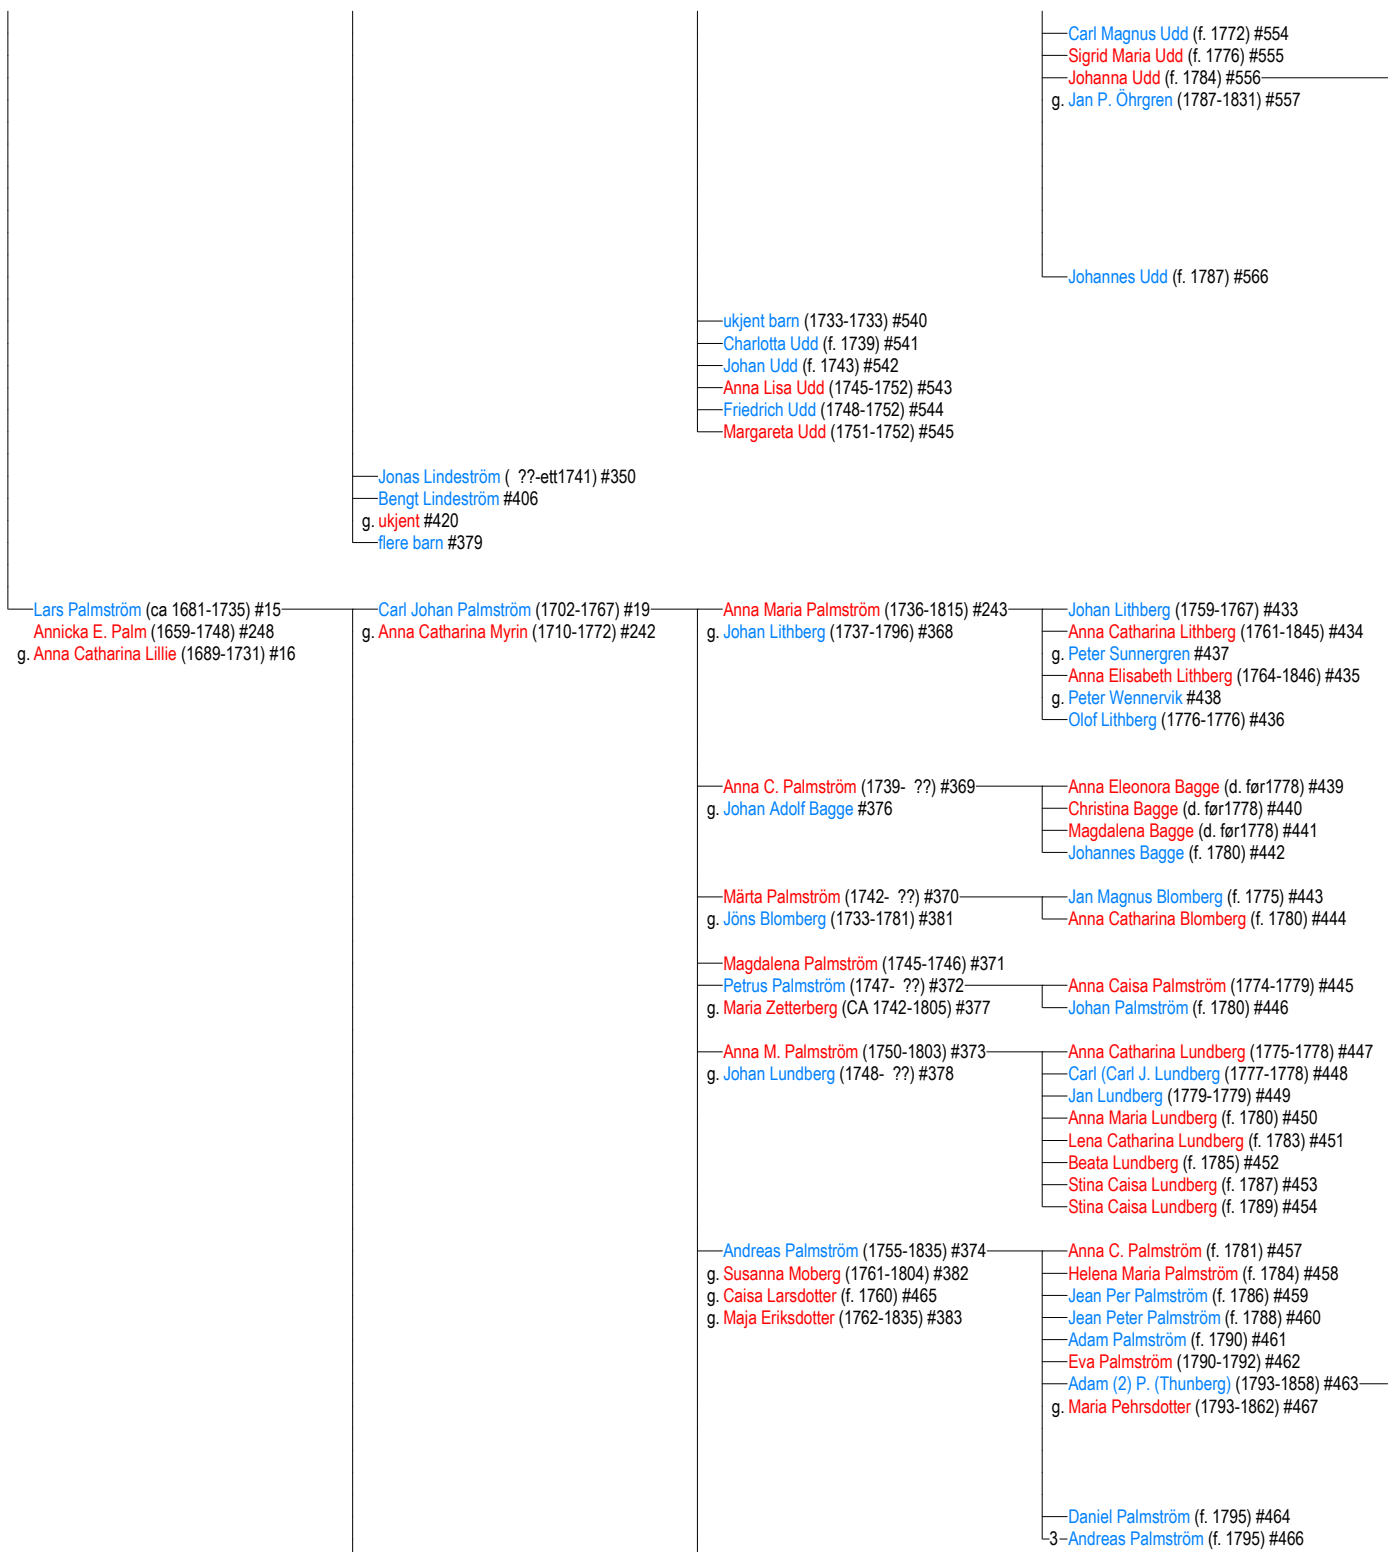 Carl Magnus Udd (f. 1772) #554
Sigrid Maria Udd (f. 1776) #555
Johanna Udd (f. 1784) #556
g. Jan P. Öhrgren (1787-1831) #557
Johannes Udd (f. 1787) #566
ukjent barn (1733-1733) #540
Charlotta Udd (f. 1739) #541
Johan Udd (f. 1743) #542
Anna Lisa Udd (1745-1752) #543
Friedrich Udd (1748-1752) #544
Margareta Udd (1751-1752) #545
Jonas Lindeström ( ??-ett1741) #350
Bengt Lindeström #406
g. ukjent #420
flere barn #379
Lars Palmström (ca 1681-1735) #15
Annicka E. Palm (1659-1748) #248
g. Anna Catharina Lillie (1689-1731) #16
Carl Johan Palmström (1702-1767) #19
g. Anna Catharina Myrin (1710-1772) #242
Anna Maria Palmström (1736-1815) #243
g. Johan Lithberg (1737-1796) #368
Johan Lithberg (1759-1767) #433
Anna Catharina Lithberg (1761-1845) #434
g. Peter Sunnergren #437
Anna Elisabeth Lithberg (1764-1846) #435
g. Peter Wennervik #438
Olof Lithberg (1776-1776) #436
Anna C. Palmström (1739- ??) #369
g. Johan Adolf Bagge #376
Anna Eleonora Bagge (d. før1778) #439
Christina Bagge (d. før1778) #440
Magdalena Bagge (d. før1778) #441
Johannes Bagge (f. 1780) #442
Märta Palmström (1742- ??) #370
g. Jöns Blomberg (1733-1781) #381
Jan Magnus Blomberg (f. 1775) #443
Anna Catharina Blomberg (f. 1780) #444
Magdalena Palmström (1745-1746) #371
Petrus Palmström (1747- ??) #372
g. Maria Zetterberg (CA 1742-1805) #377
Anna Caisa Palmström (1774-1779) #445
Johan Palmström (f. 1780) #446
Anna M. Palmström (1750-1803) #373
g. Johan Lundberg (1748- ??) #378
Anna Catharina Lundberg (1775-1778) #447
Carl (Carl J. Lundberg (1777-1778) #448
Jan Lundberg (1779-1779) #449
Anna Maria Lundberg (f. 1780) #450
Lena Catharina Lundberg (f. 1783) #451
Beata Lundberg (f. 1785) #452
Stina Caisa Lundberg (f. 1787) #453
Stina Caisa Lundberg (f. 1789) #454
Andreas Palmström (1755-1835) #374
g. Susanna Moberg (1761-1804) #382
g. Caisa Larsdotter (f. 1760) #465
g. Maja Eriksdotter (1762-1835) #383
Anna C. Palmström (f. 1781) #457
Helena Maria Palmström (f. 1784) #458
Jean Per Palmström (f. 1786) #459
Jean Peter Palmström (f. 1788) #460
Adam Palmström (f. 1790) #461
Eva Palmström (1790-1792) #462
Adam (2) P. (Thunberg) (1793-1858) #463
g. Maria Pehrsdotter (1793-1862) #467
Daniel Palmström (f. 1795) #464
3 Andreas Palmström (f. 1795) #466